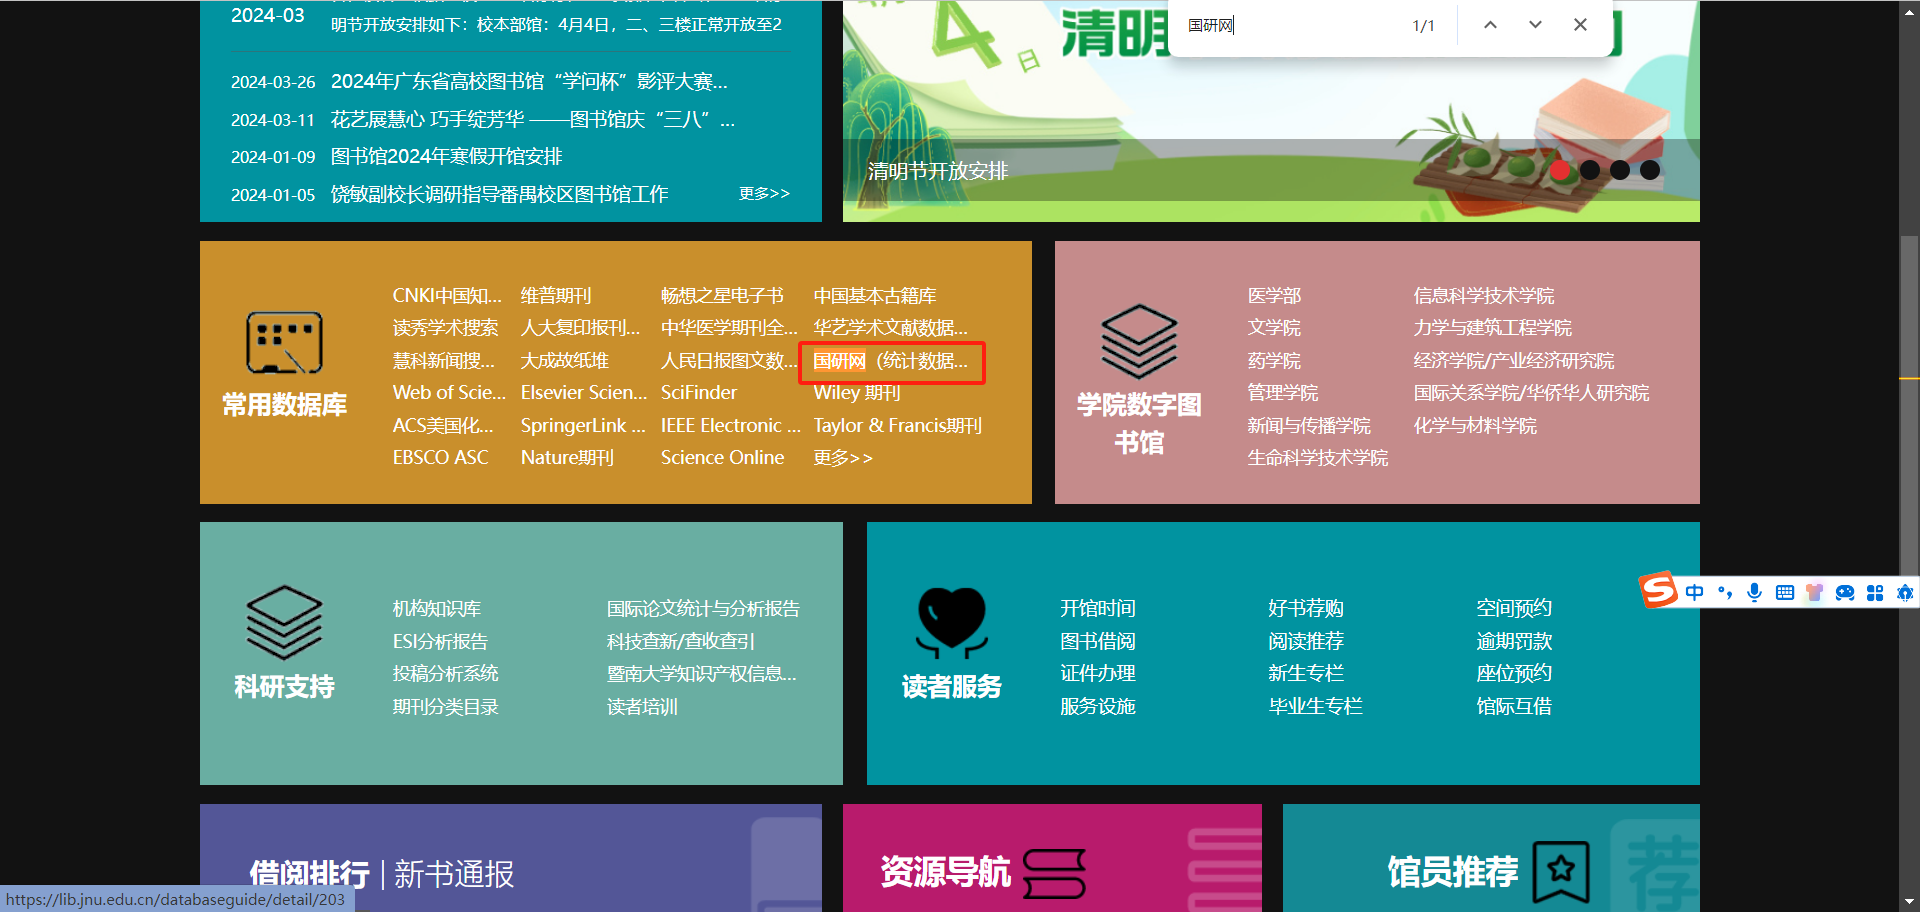 2024-03
明节开放安排如下：校本部馆：4月4日，二、三楼正常开放至2
2024-03-26 2024年广东省高校图书馆“学问杯”影评大赛...
2024-03-11 花艺展慧心 巧手绽芳华 ——图书馆庆“三八”...
2024-01-09 图书馆2024年寒假开馆安排
2024-01-05 饶敏副校长调研指导番禺校区图书馆工作 更多>>
4
日
清明
清明节开放安排
国研网 1/1
常用数据库
CNKI中国知... 维普期刊 畅想之星电子书 中国基本古籍库
读秀学术搜索 人大复印报刊... 中华医学期刊全... 华艺学术文献数据...
慧科新闻搜... 大成故纸堆 人民日报图文数... 国研网（统计数据...
Web of Scie... Elsevier Scien... SciFinder Wiley 期刊
ACS美国化... SpringerLink ... IEEE Electronic ... Taylor & Francis期刊
EBSCO ASC Nature期刊 Science Online 更多>>
学院数字图
书馆
医学部 信息科学技术学院
文学院 力学与建筑工程学院
药学院 经济学院/产业经济研究院
管理学院 国际关系学院/华侨华人研究院
新闻与传播学院 化学与材料学院
生命科学技术学院
科研支持
机构知识库 国际论文统计与分析报告
ESI分析报告 科技查新/查收查引
投稿分析系统 暨南大学知识产权信息...
期刊分类目录 读者培训
读者服务
开馆时间 好书荐购 空间预约
图书借阅 阅读推荐 逾期罚款
证件办理 新生专栏 座位预约
服务设施 毕业生专栏 馆际互借
S 中
借阅排行 | 新书通报
资源导航
馆员推荐
荐
https://lib.jnu.edu.cn/databaseguide/detail/203